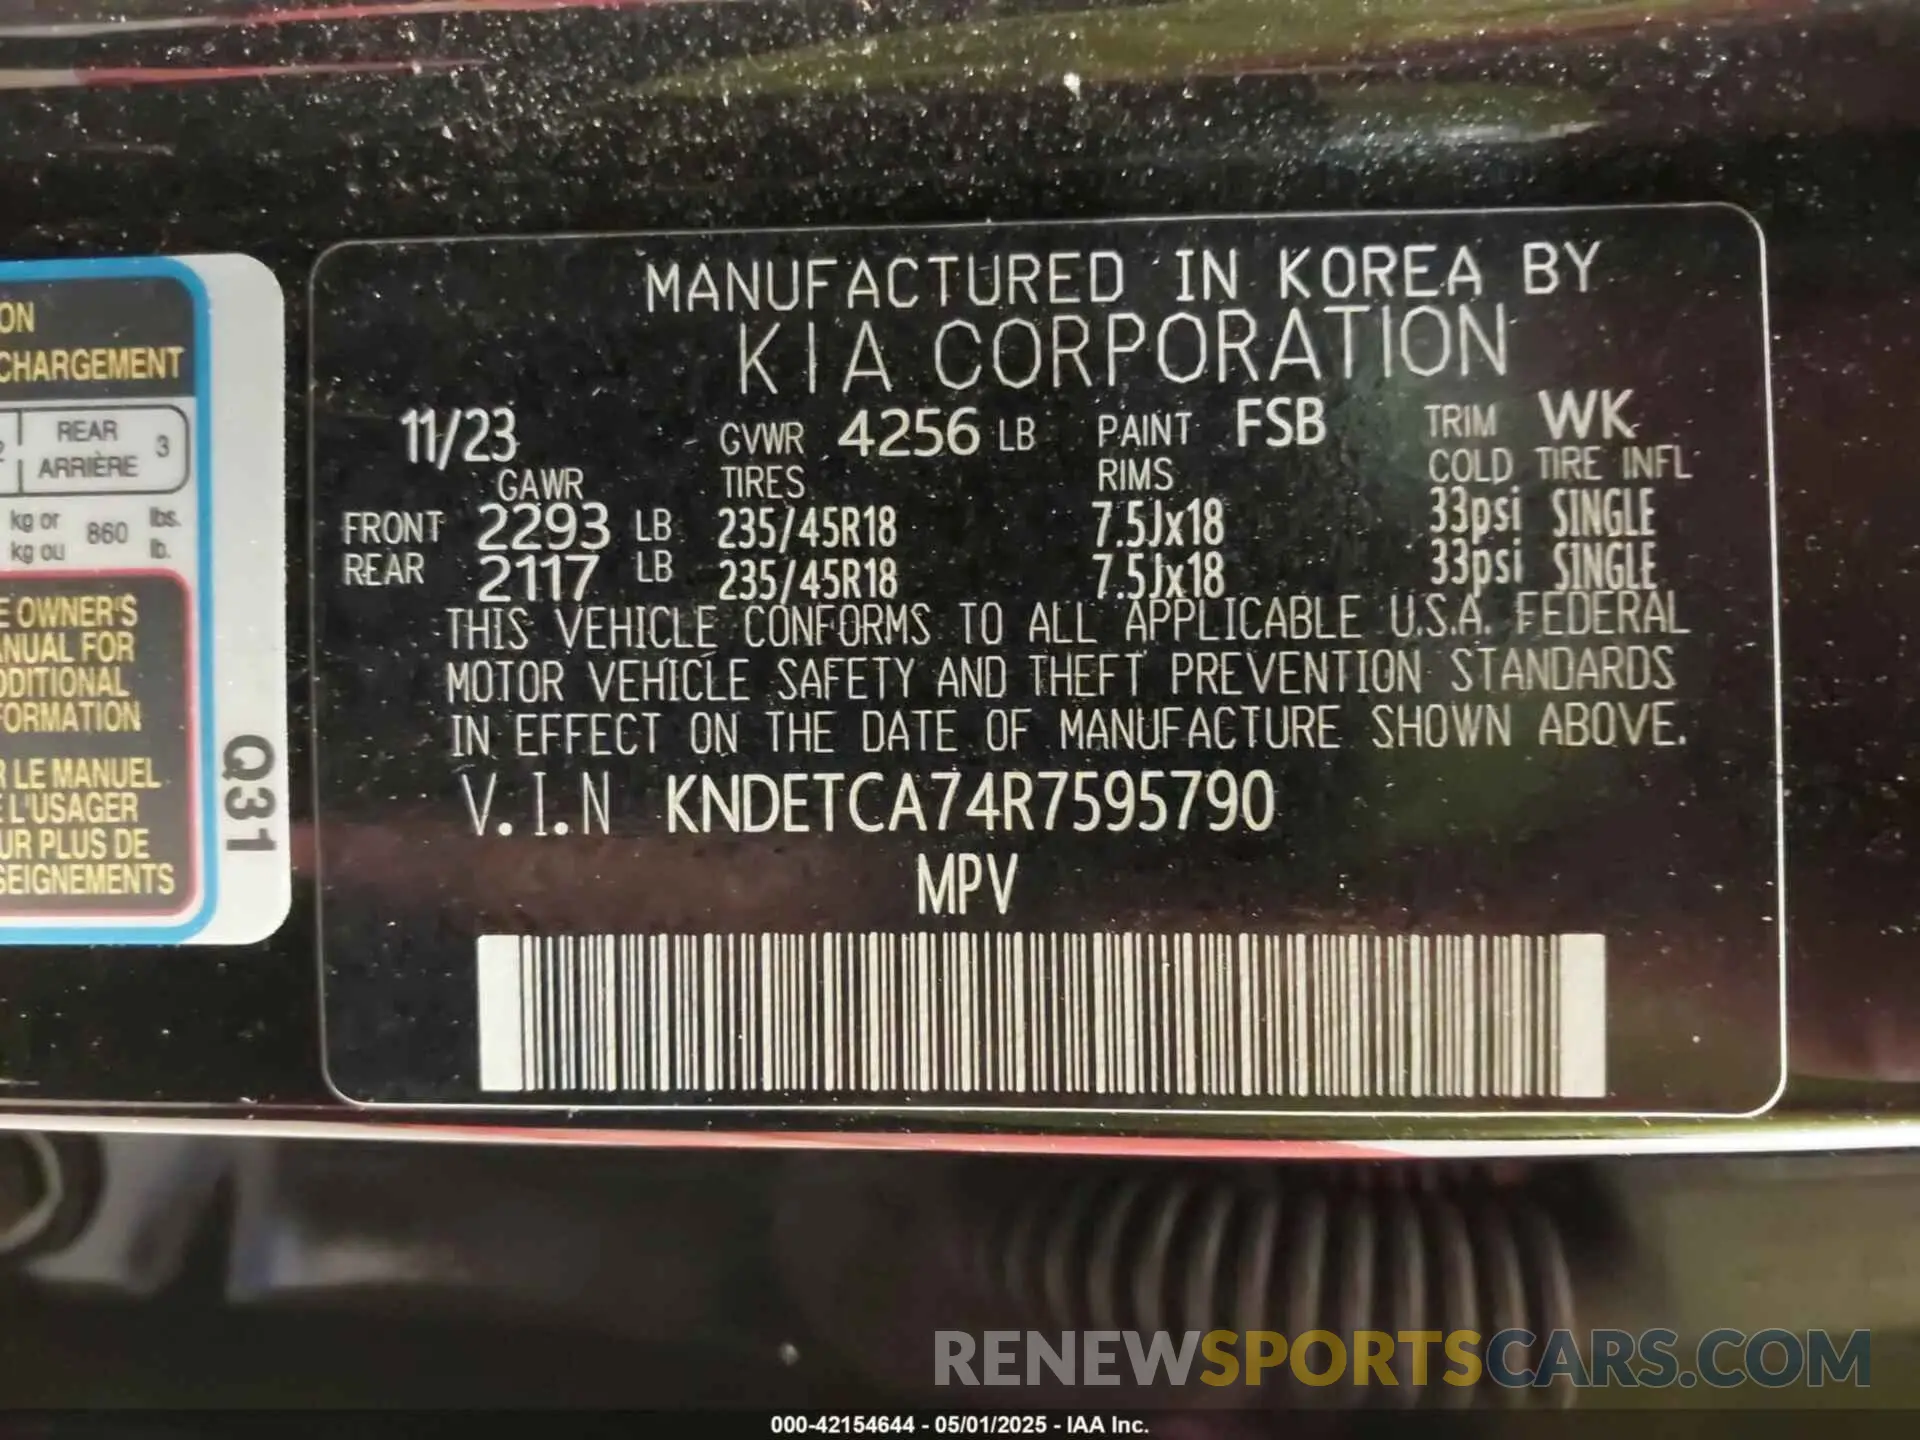 MANUFACTURED IN KOREA BY
KIA CORPORATION
11/23 GVWR 4256 LB PAINT FSB TRIM WK
GAWR TIRES RIMS COLD TIRE INFL
FRONT 2293 LB 235/45R18 7.5Jx18 33psi SINGLE
REAR 2117 LB 235/45R18 7.5Jx18 33psi SINGLE
THIS VEHICLE CONFORMS TO ALL APPLICABLE U.S.A. FEDERAL
MOTOR VEHICLE SAFETY AND THEFT PREVENTION STANDARDS
IN EFFECT ON THE DATE OF MANUFACTURE SHOWN ABOVE.
V.I.N KNDETCA74R7595790
MPV
ON
CHARGEMENT
2 REAR 3
ARRIÈRE
kg or 860 lbs.
kg ou lb.
E OWNER'S
ANUAL FOR
DDITIONAL
FORMATION
R LE MANUEL
E L'USAGER
UR PLUS DE
SEIGNEMENTS
Q31
RENEWSPORTSCARS.COM
000-42154644 - 05/01/2025 - IAA Inc.